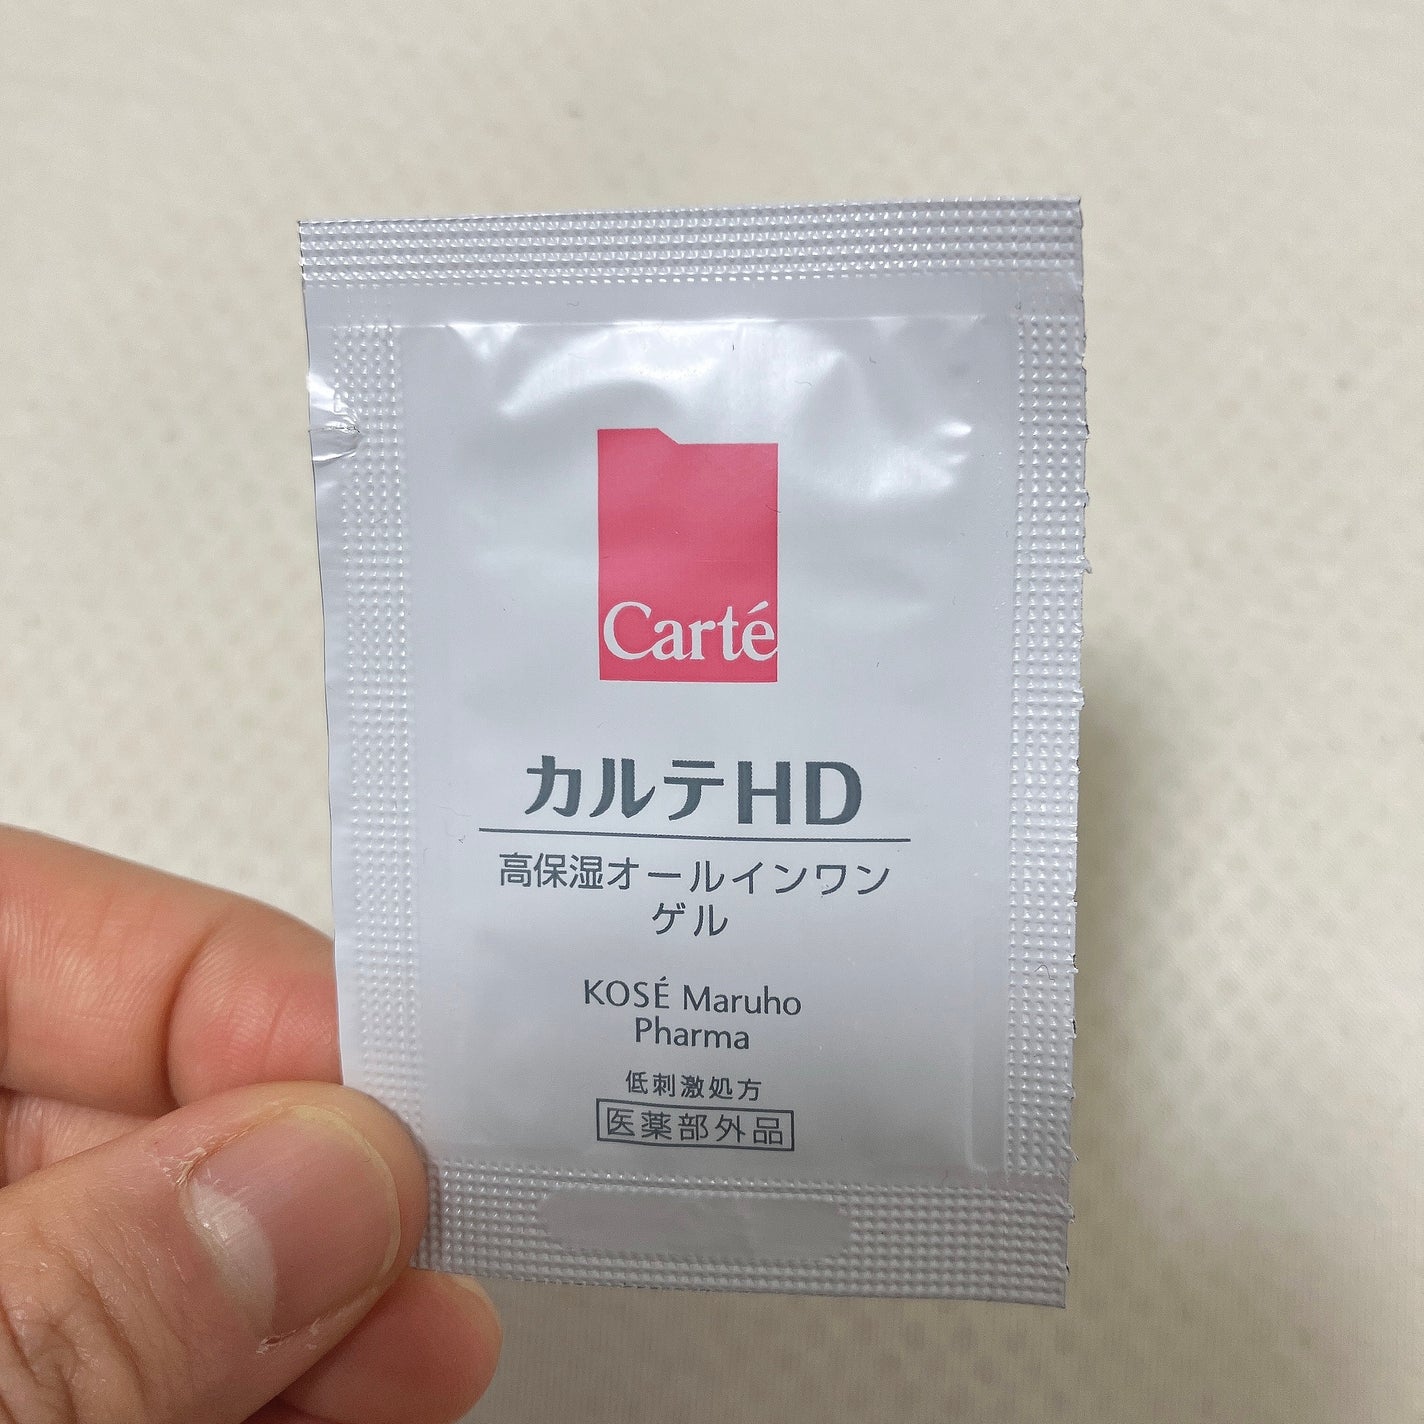 Carté
カルテHD
高保湿オールインワン
ゲル
KOSÉ Maruho
Pharma
低刺激処方
医薬部外品